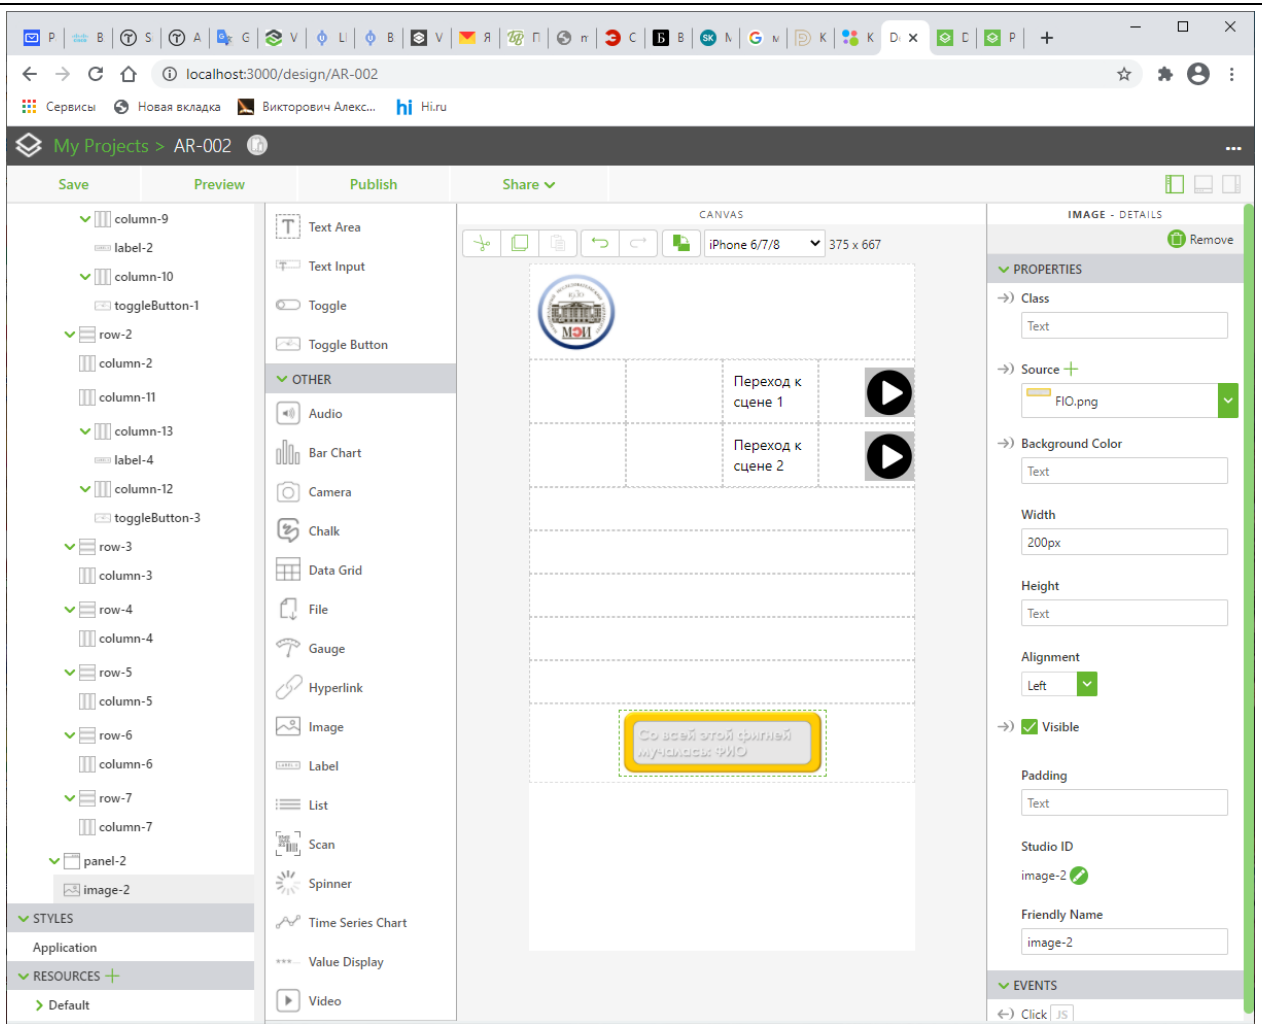 P B S A G V Ц В V Я П m С В N м К К D D P
localhost:3000/design/AR-002
Сервисы Новая вкладка Викторович Алекс... hi Hi.ru
My Projects > AR-002
Save Preview Publish Share
column-9
label-2
column-10
toggleButton-1
row-2
column-2
column-11
column-13
label-4
column-12
toggleButton-3
row-3
column-3
row-4
column-4
row-5
column-5
row-6
column-6
row-7
column-7
panel-2
image-2
STYLES
Application
RESOURCES
Default
Text Area
Text Input
Toggle
Toggle Button
OTHER
Audio
Bar Chart
Camera
Chalk
Data Grid
File
Gauge
Hyperlink
Image
Label
List
Scan
Spinner
Time Series Chart
Value Display
Video
CANVAS
iPhone 6/7/8 375 x 667
МЭИ
Переход к
сцене 1
Переход к
сцене 2
Со всей этой фигней
мучалась: ФИО
IMAGE - DETAILS
Remove
PROPERTIES
Class
Text
Source
FIO.png
Background Color
Text
Width
200px
Height
Text
Alignment
Left
Visible
Padding
Text
Studio ID
image-2
Friendly Name
image-2
EVENTS
Click JS